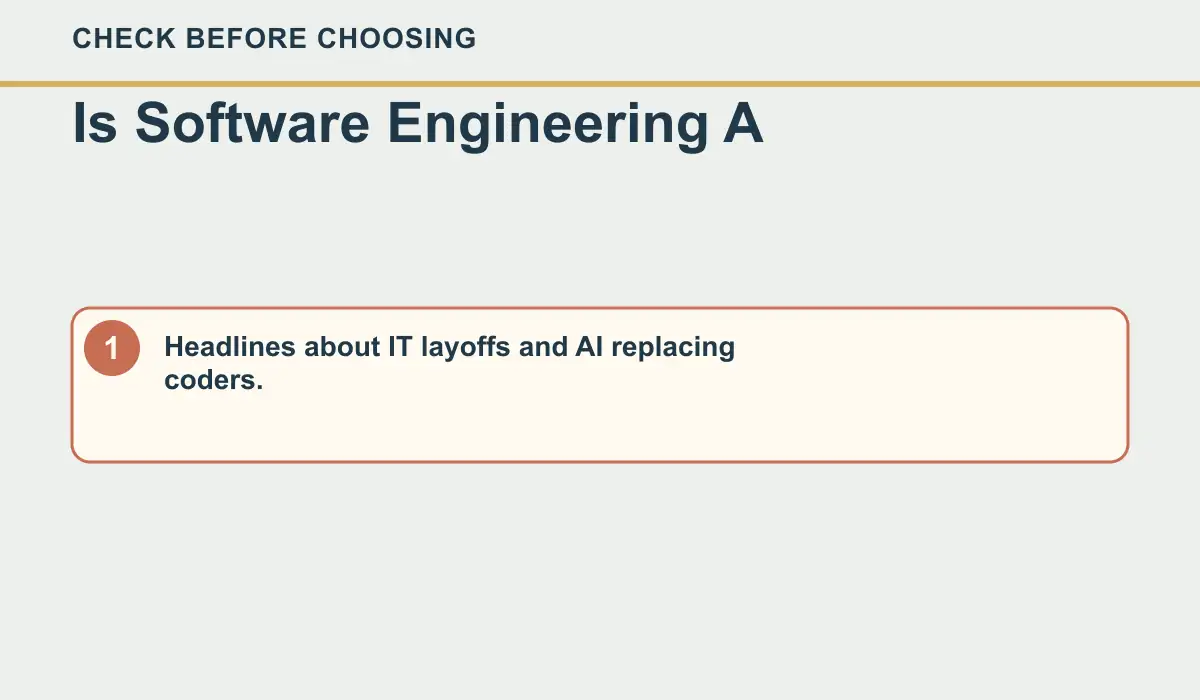 CHECK BEFORE CHOOSING
Is Software Engineering A
1
Headlines about IT layoffs and AI replacing
coders.